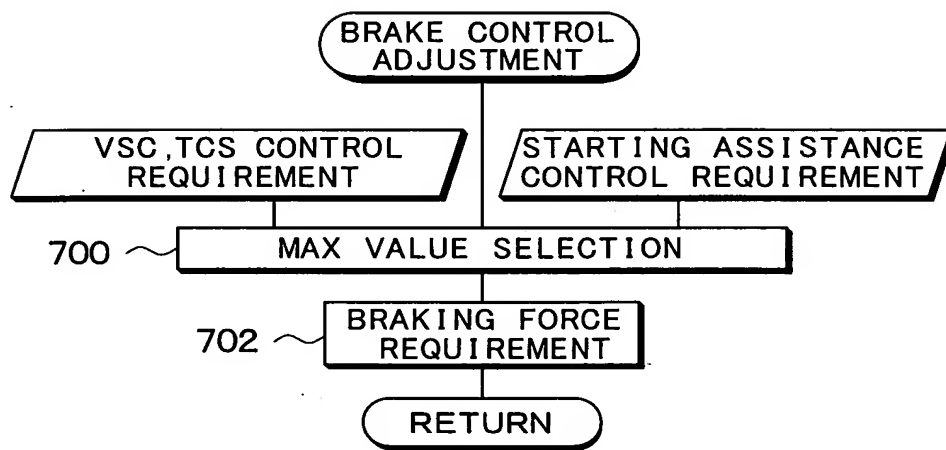 BRAKE CONTROL
ADJUSTMENT
VSC,TCS CONTROL
REQUIREMENT
STARTING ASSISTANCE
CONTROL REQUIREMENT
700
MAX VALUE SELECTION
702
BRAKING FORCE
REQUIREMENT
RETURN